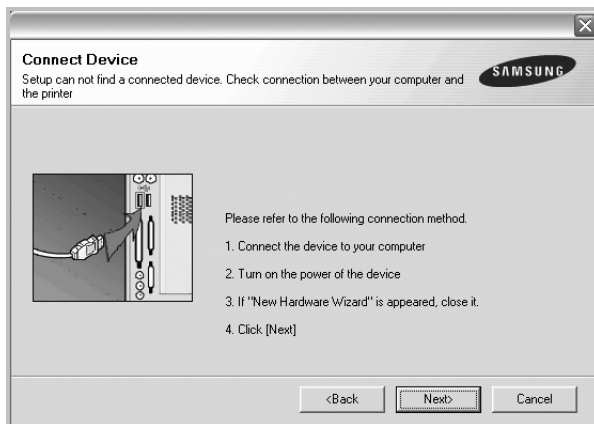 Connect Device
Setup can not find a connected device. Check connection between your computer and
the printer
SAMSUNG
Please refer to the following connection method.
1. Connect the device to your computer
2. Turn on the power of the device
3. If "New Hardware Wizard" is appeared, close it.
4. Click [Next]
<Back
Next>
Cancel